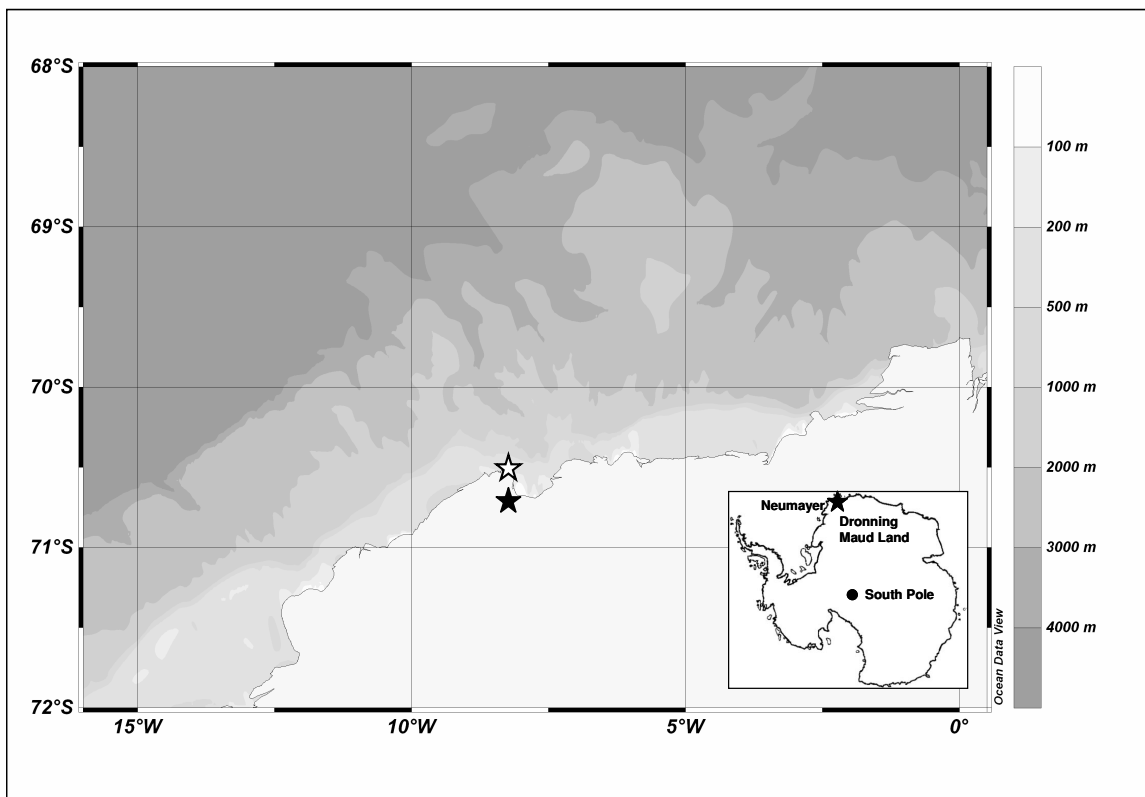 68°S
69°S
70°S
71°S
72°S
15°W
10°W
5°W
0°
100 m
200 m
500 m
1000 m
2000 m
3000 m
4000 m
Ocean Data View
Neumayer
Dronning
Maud Land
South Pole